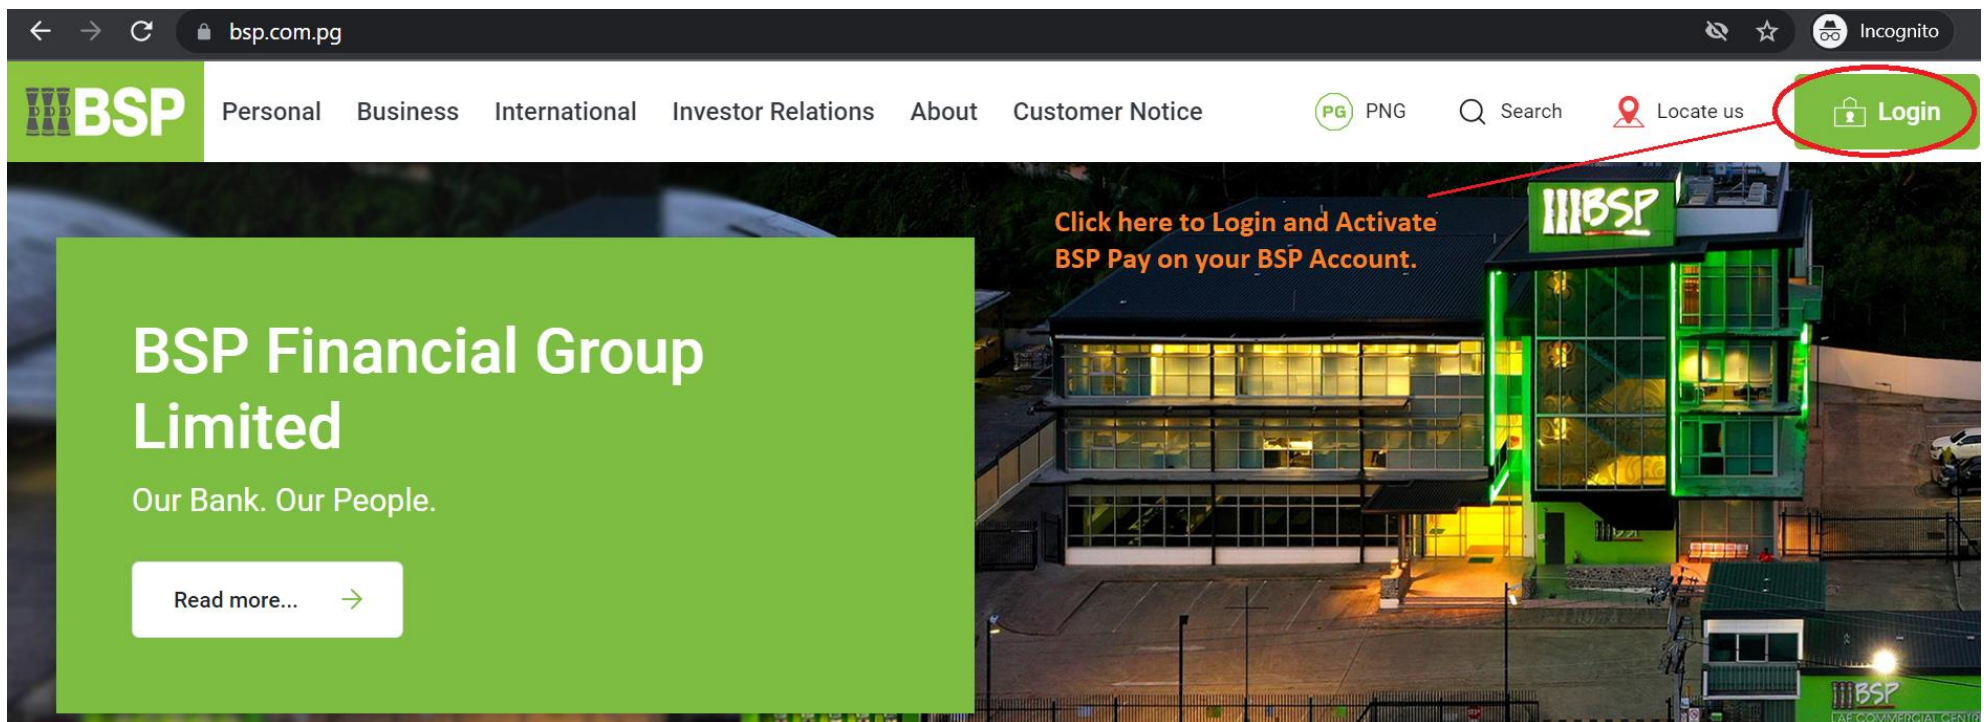 bsp.com.pg
Incognito
BSP
Personal Business International Investor Relations About Customer Notice
PG PNG
Search
Locate us
Login
Click here to Login and Activate
BSP Pay on your BSP Account.
BSP
BSP Financial Group
Limited
Our Bank. Our People.
Read more...
BSP
COMMERCIAL